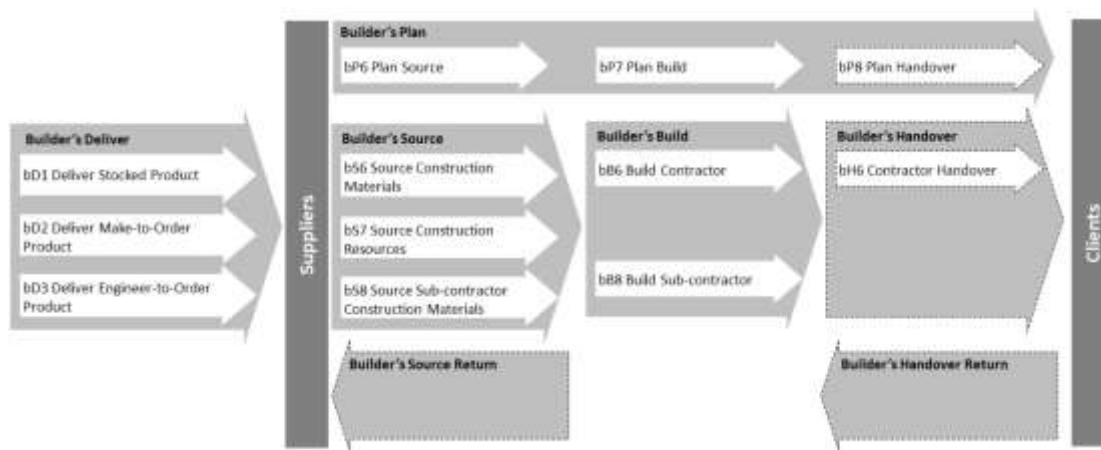 Builder's Plan
bP6 Plan Source
bP7 Plan Build
bP8 Plan Handover
Builder's Deliver
bD1 Deliver Stocked Product
bD2 Deliver Make-to-Order
Product
bD3 Deliver Engineer-to-Order
Product
Suppliers
Builder's Source
bS6 Source Construction
Materials
bS7 Source Construction
Resources
bS8 Source Sub-contractor
Construction Materials
Builder's Build
bB6 Build Contractor
bB8 Build Sub-contractor
Builder's Handover
bH6 Contractor Handover
Clients
Builder's Source Return
Builder's Handover Return